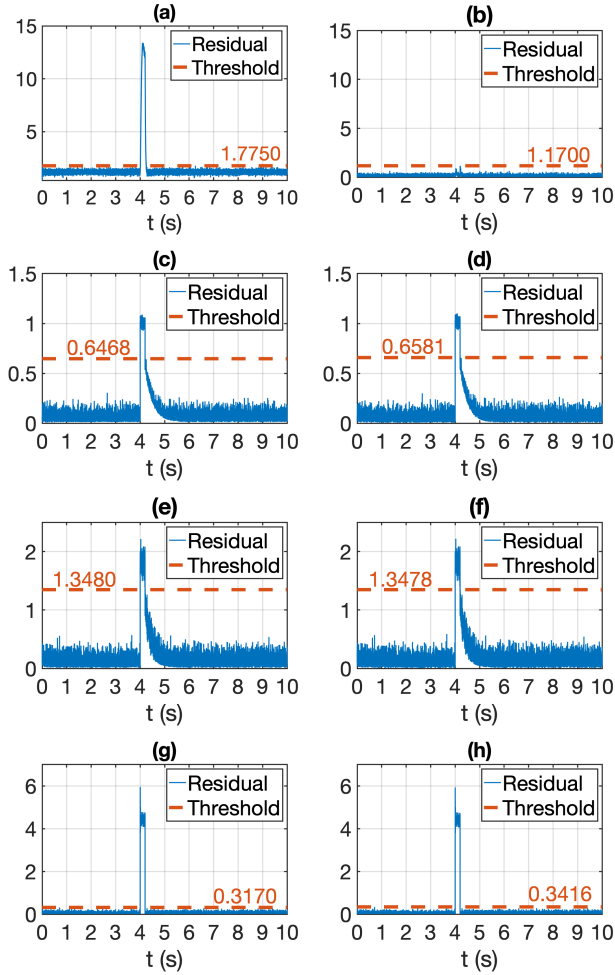 (a)
15
10
5
Residual
Threshold
1.7750
0 1 2 3 4 5 6 7 8 9 10
t (s)
(b)
15
10
5
0
Residual
Threshold
1.1700
0 1 2 3 4 5 6 7 8 9 10
t (s)
(c)
1.5
1
0.5
0
Residual
Threshold
0.6468
0 1 2 3 4 5 6 7 8 9 10
t (s)
(d)
1.5
1
0.5
0
Residual
Threshold
0.6581
0 1 2 3 4 5 6 7 8 9 10
t (s)
(e)
2
1
0
Residual
Threshold
1.3480
0 1 2 3 4 5 6 7 8 9 10
t (s)
(f)
2
1
0
Residual
Threshold
1.3478
0 1 2 3 4 5 6 7 8 9 10
t (s)
(g)
6
4
2
0
Residual
Threshold
0.3170
0 1 2 3 4 5 6 7 8 9 10
t (s)
(h)
6
4
2
0
Residual
Threshold
0.3416
0 1 2 3 4 5 6 7 8 9 10
t (s)